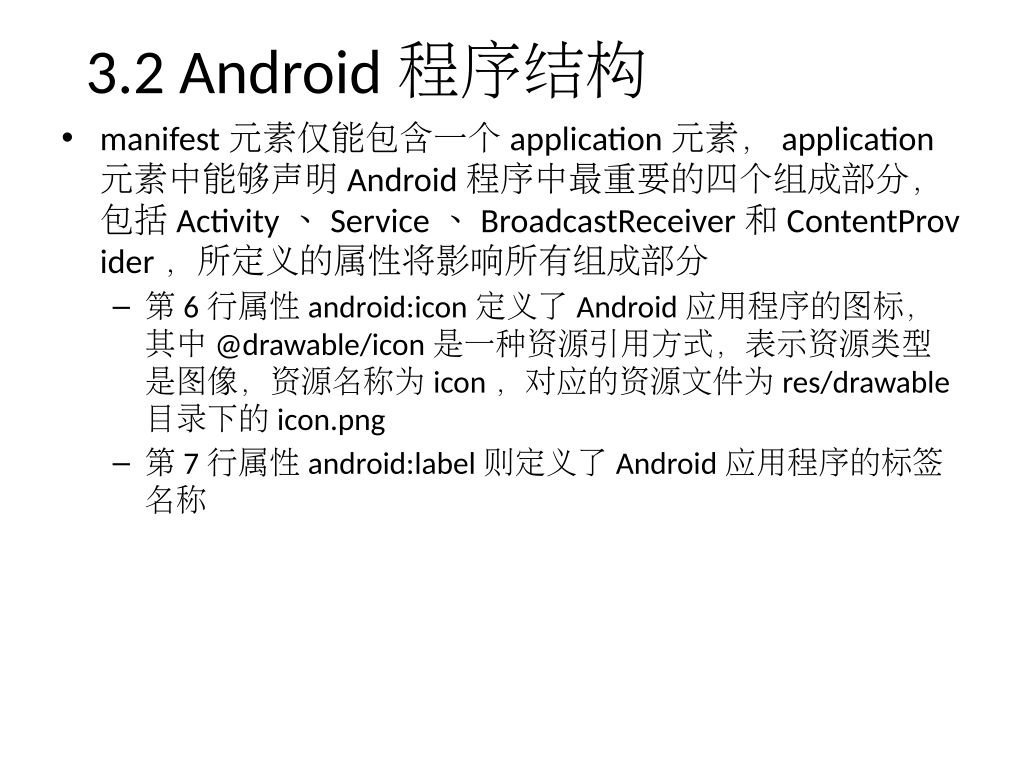 3.2 Android 程序结构
• manifest 元素仅能包含一个 application 元素， application
元素中能够声明 Android 程序中最重要的四个组成部分，
包括 Activity 、 Service 、 BroadcastReceiver 和 ContentProv
ider ，所定义的属性将影响所有组成部分
– 第 6 行属性 android:icon 定义了 Android 应用程序的图标，
其中 @drawable/icon 是一种资源引用方式，表示资源类型
是图像，资源名称为 icon ，对应的资源文件为 res/drawable
目录下的 icon.png
– 第 7 行属性 android:label 则定义了 Android 应用程序的标签
名称